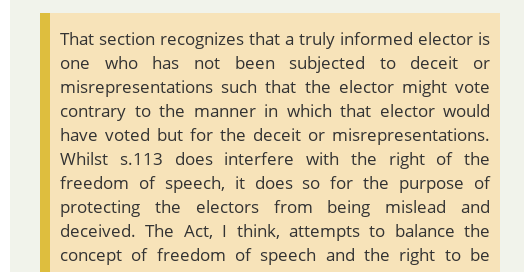 That section recognizes that a truly informed elector is
one who has not been subjected to deceit or
misrepresentations such that the elector might vote
contrary to the manner in which that elector would
have voted but for the deceit or misrepresentations.
Whilst s.113 does interfere with the right of the
freedom of speech, it does so for the purpose of
protecting the electors from being mislead and
deceived. The Act, I think, attempts to balance the
concept of freedom of speech and the right to be